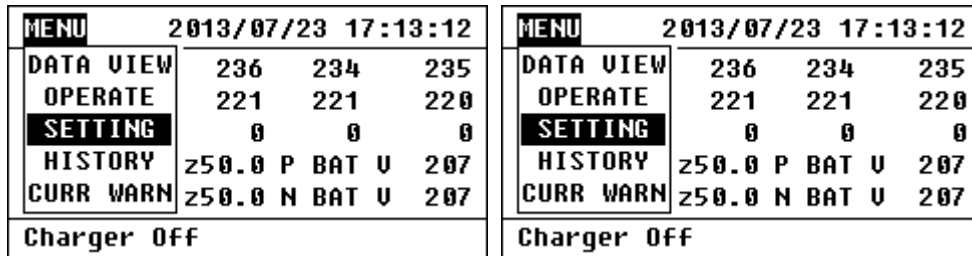 MENU 2013/07/23 17:13:12
DATA VIEW 236 234 235
OPERATE 221 221 220
SETTING 0 0 0
HISTORY z50.0 P BAT V 207
CURR WARN z50.0 N BAT V 207
Charger Off
MENU 2013/07/23 17:13:12
DATA VIEW 236 234 235
OPERATE 221 221 220
SETTING 0 0 0
HISTORY z50.0 P BAT V 207
CURR WARN z50.0 N BAT V 207
Charger Off